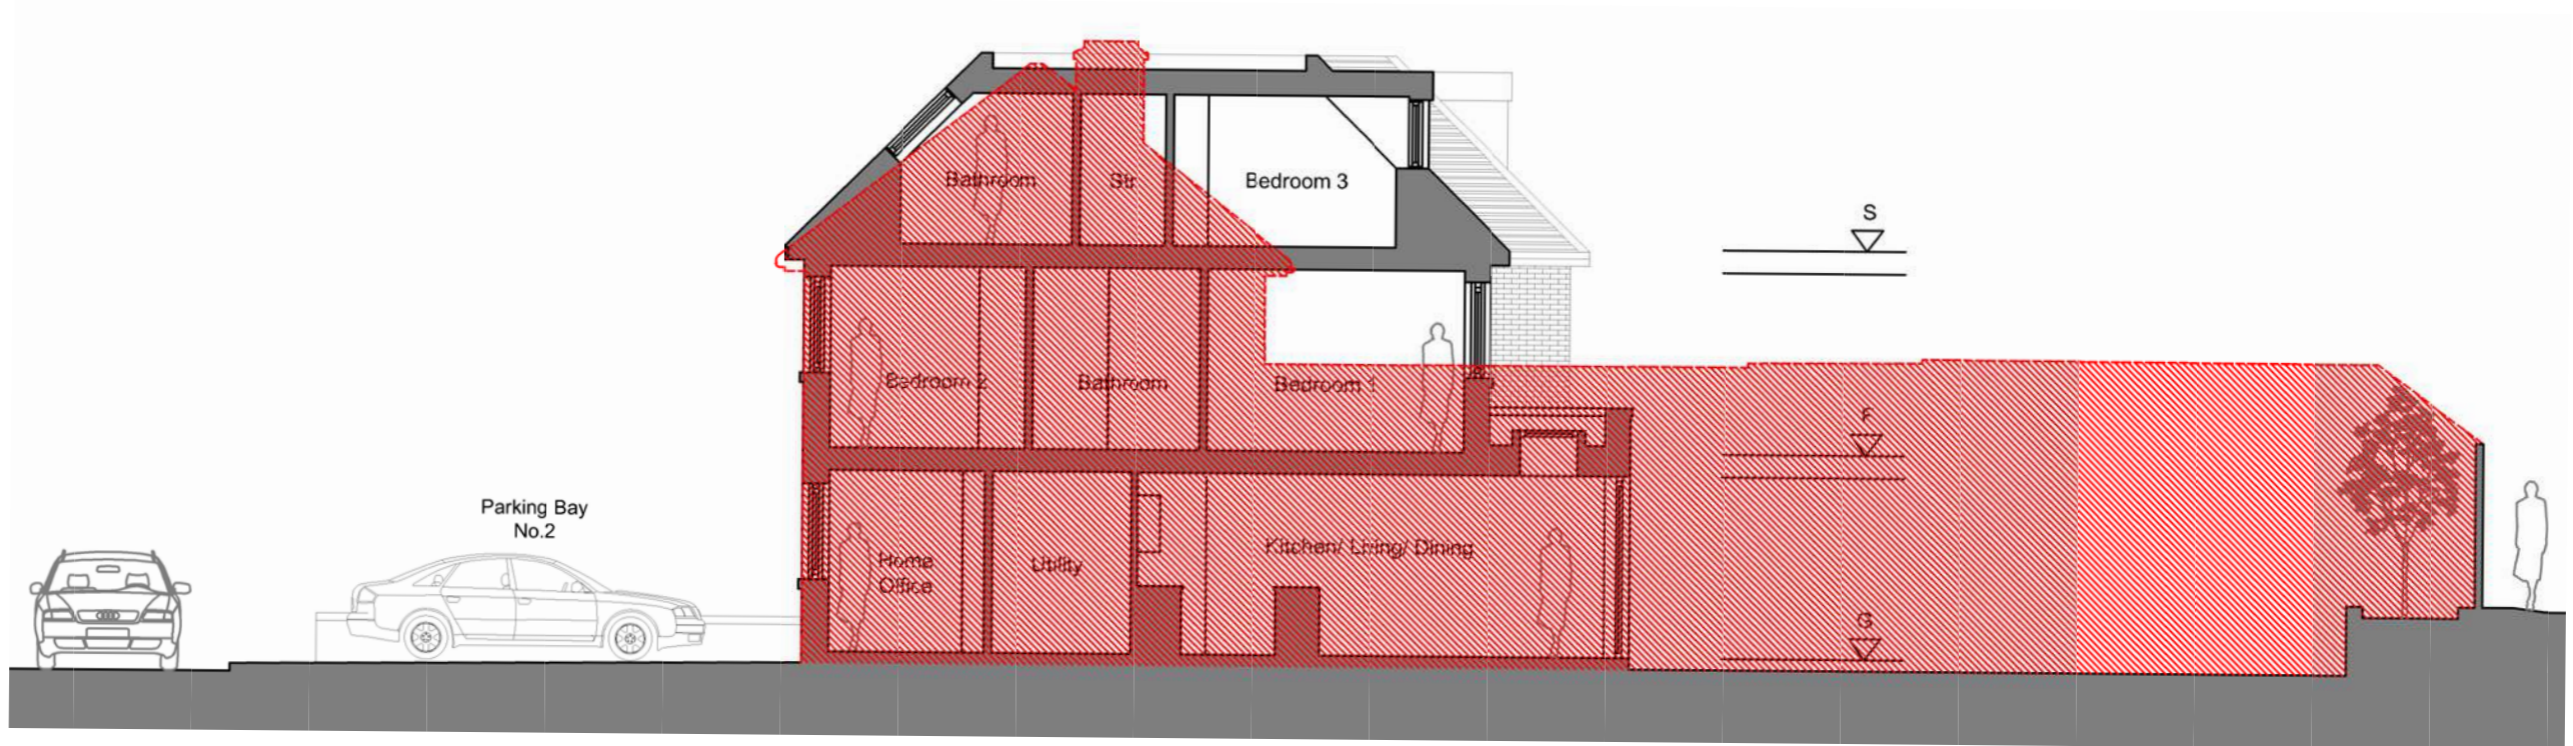 Bathroom
Str
Bedroom 3
S
Bedroom 2
Bathroom
Bedroom 1
F
Parking Bay
No.2
Home
Office
Utility
Kitchen/ Living/ Dining
G